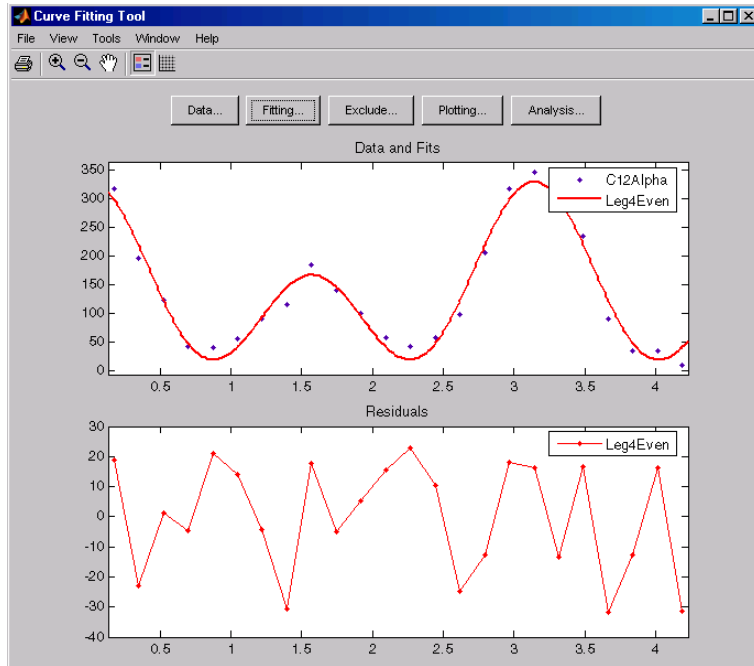 Curve Fitting Tool
File View Tools Window Help
Data... Fitting... Exclude... Plotting... Analysis...
Data and Fits
350
300
250
200
150
100
50
0
C12Alpha
Leg4Even
0.5 1 1.5 2 2.5 3 3.5 4
Residuals
30
20
10
0
-10
-20
-30
-40
Leg4Even
0.5 1 1.5 2 2.5 3 3.5 4